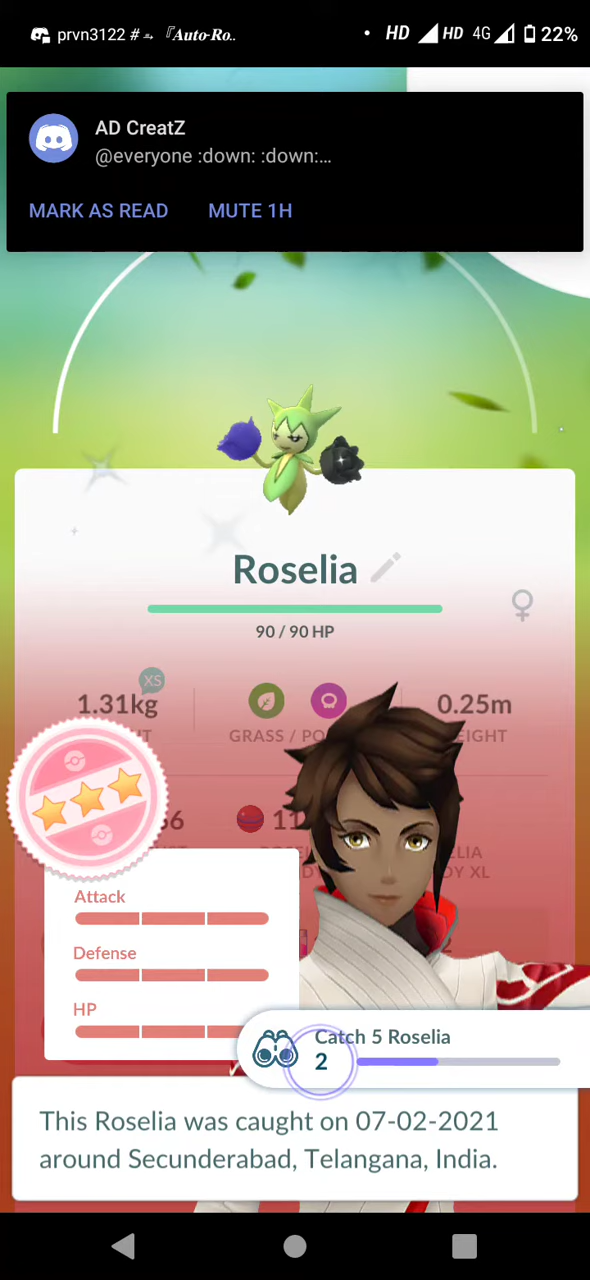 prvn3122 # 『Auto-Ro..
HD HD 4G 22%
AD CreatZ
@everyone :down: :down:...
MARK AS READ MUTE 1H
Roselia
90 / 90 HP
XS
1.31kg 0.25m
GRASS / PO
Attack
Defense
HP
Catch 5 Roselia
2
This Roselia was caught on 07-02-2021
around Secunderabad, Telangana, India.